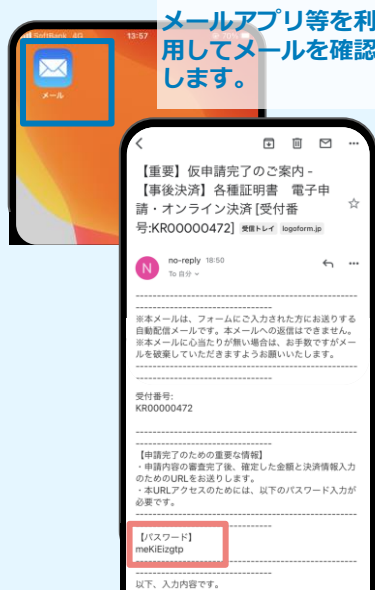 メールアプリ等を利
用してメールを確認
します。
SoftBank 4G 13:57 70%
メール
【重要】仮申請完了のご案内 -
【事後決済】各種証明書 電子申
請・オンライン決済 [受付番
号:KR00000472] 受信トレイ logoform.jp
N no-reply 18:50
To 自分
--------------------------------------------------------
----------------------------------
※本メールは、フォームにご入力された方にお送りする
自動配信メールです。本メールへの返信はできません。
※本メールに心当たりが無い場合は、お手数ですがメー
ルを破棄していただきますようお願いいたします。
--------------------------------------------------------
----------------------------------
受付番号:
KR00000472
--------------------------------------------------------
----------------------------------
【申請完了のための重要な情報】
・申請内容の審査完了後、確定した金額と決済情報入力
のためのURLをお送りします。
・本URLアクセスのためには、以下のパスワード入力が
必要です。
--------------------------------------------------------
----------------------------------
【パスワード】
meKiEizgtp
--------------------------------------------------------
----------------------------------
以下、入力内容です。